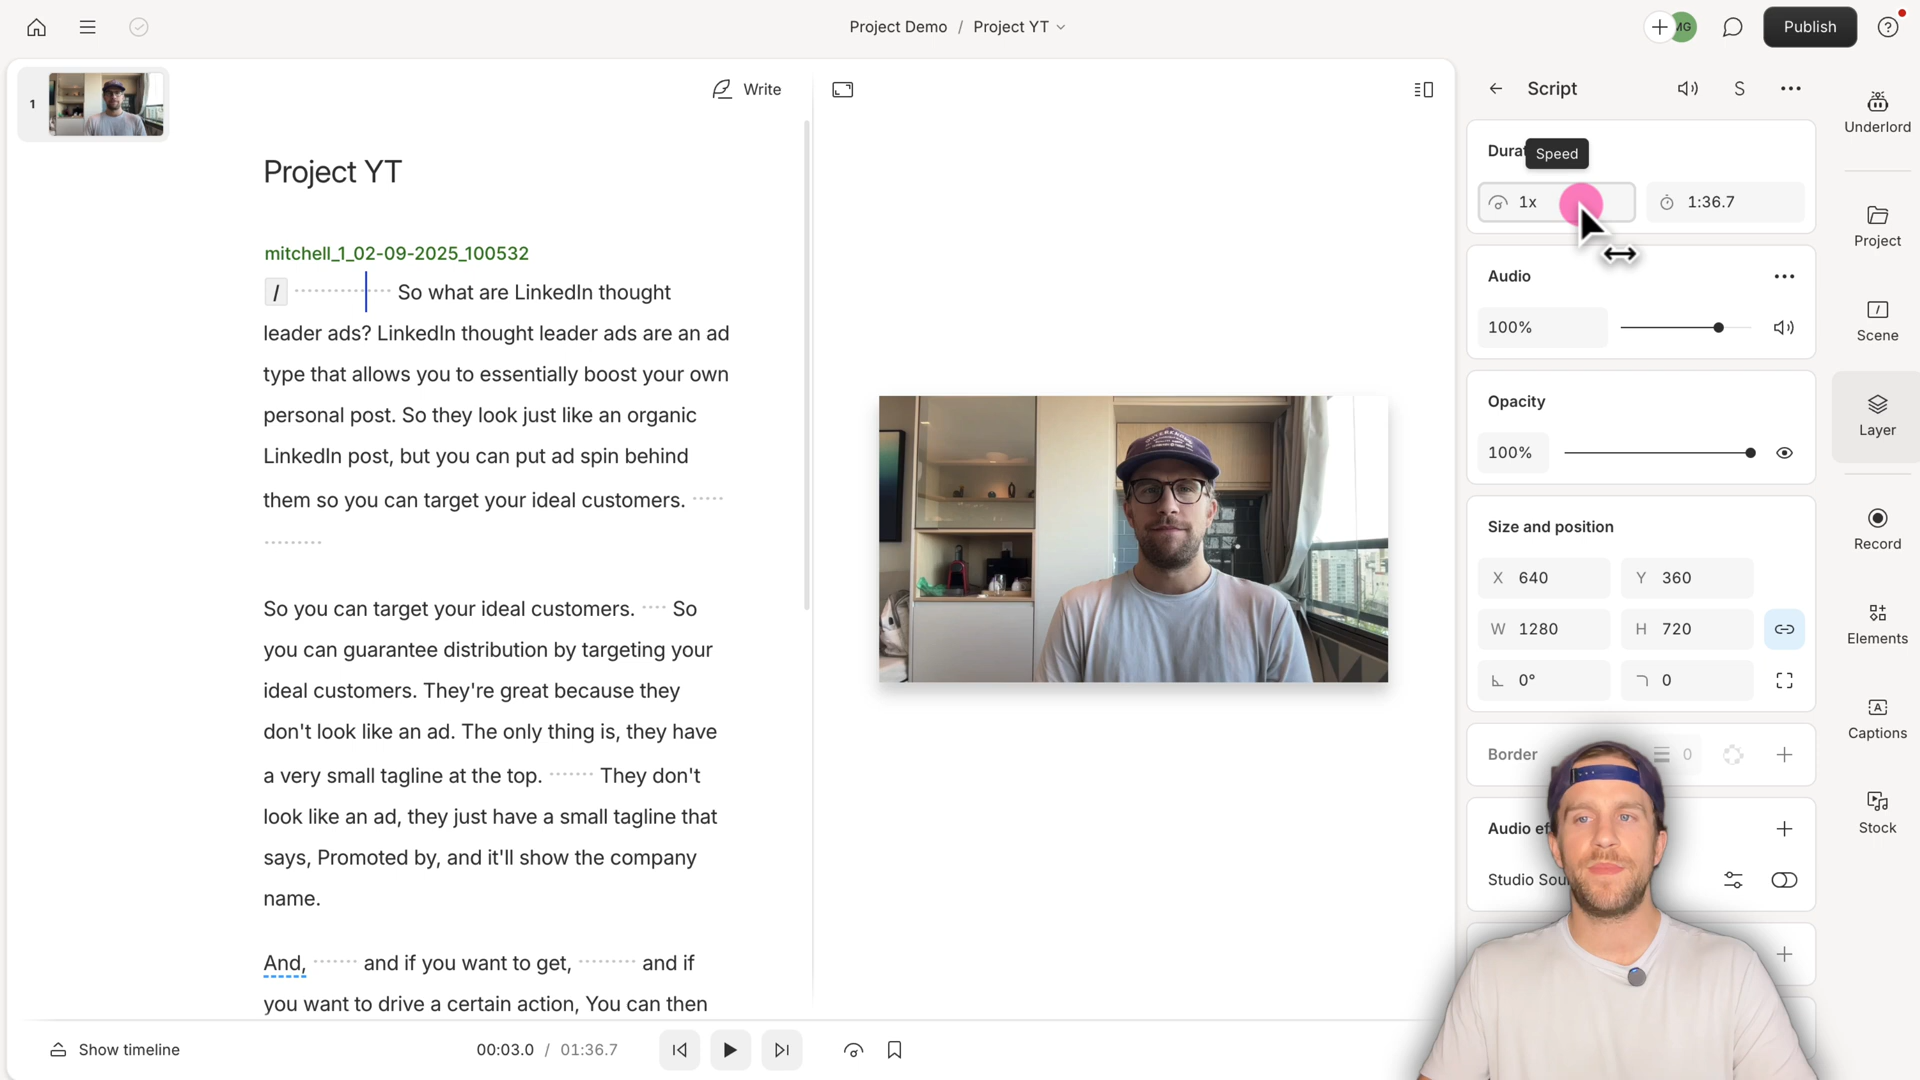 Project Demo / Project YT
MG
Publish
1
Write
Project YT
mitchell_1_02-09-2025_100532
/ So what are LinkedIn thought
leader ads? LinkedIn thought leader ads are an ad
type that allows you to essentially boost your own
personal post. So they look just like an organic
LinkedIn post, but you can put ad spin behind
them so you can target your ideal customers.
So you can target your ideal customers. So
you can guarantee distribution by targeting your
ideal customers. They're great because they
don't look like an ad. The only thing is, they have
a very small tagline at the top. They don't
look like an ad, they just have a small tagline that
says, Promoted by, and it'll show the company
name.
And, and if you want to get, and if
you want to drive a certain action, You can then
Show timeline
00:03.0 / 01:36.7
Script
S
Speed
1x
1:36.7
Audio
100%
Opacity
100%
Size and position
X 640
Y 360
W 1280
H 720
0°
0
Border
0
Audio
Studio
Underlord
Project
Scene
Layer
Record
Elements
Captions
Stock